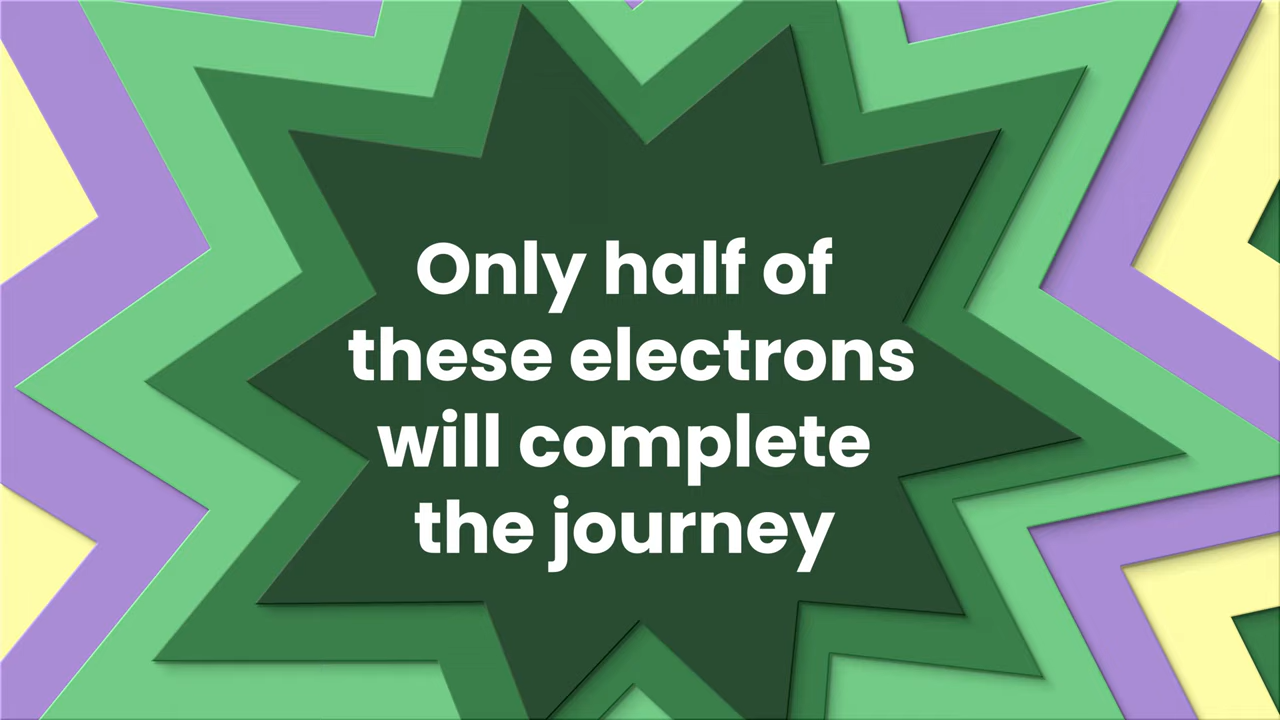 Only half of
these electrons
will complete
the journey